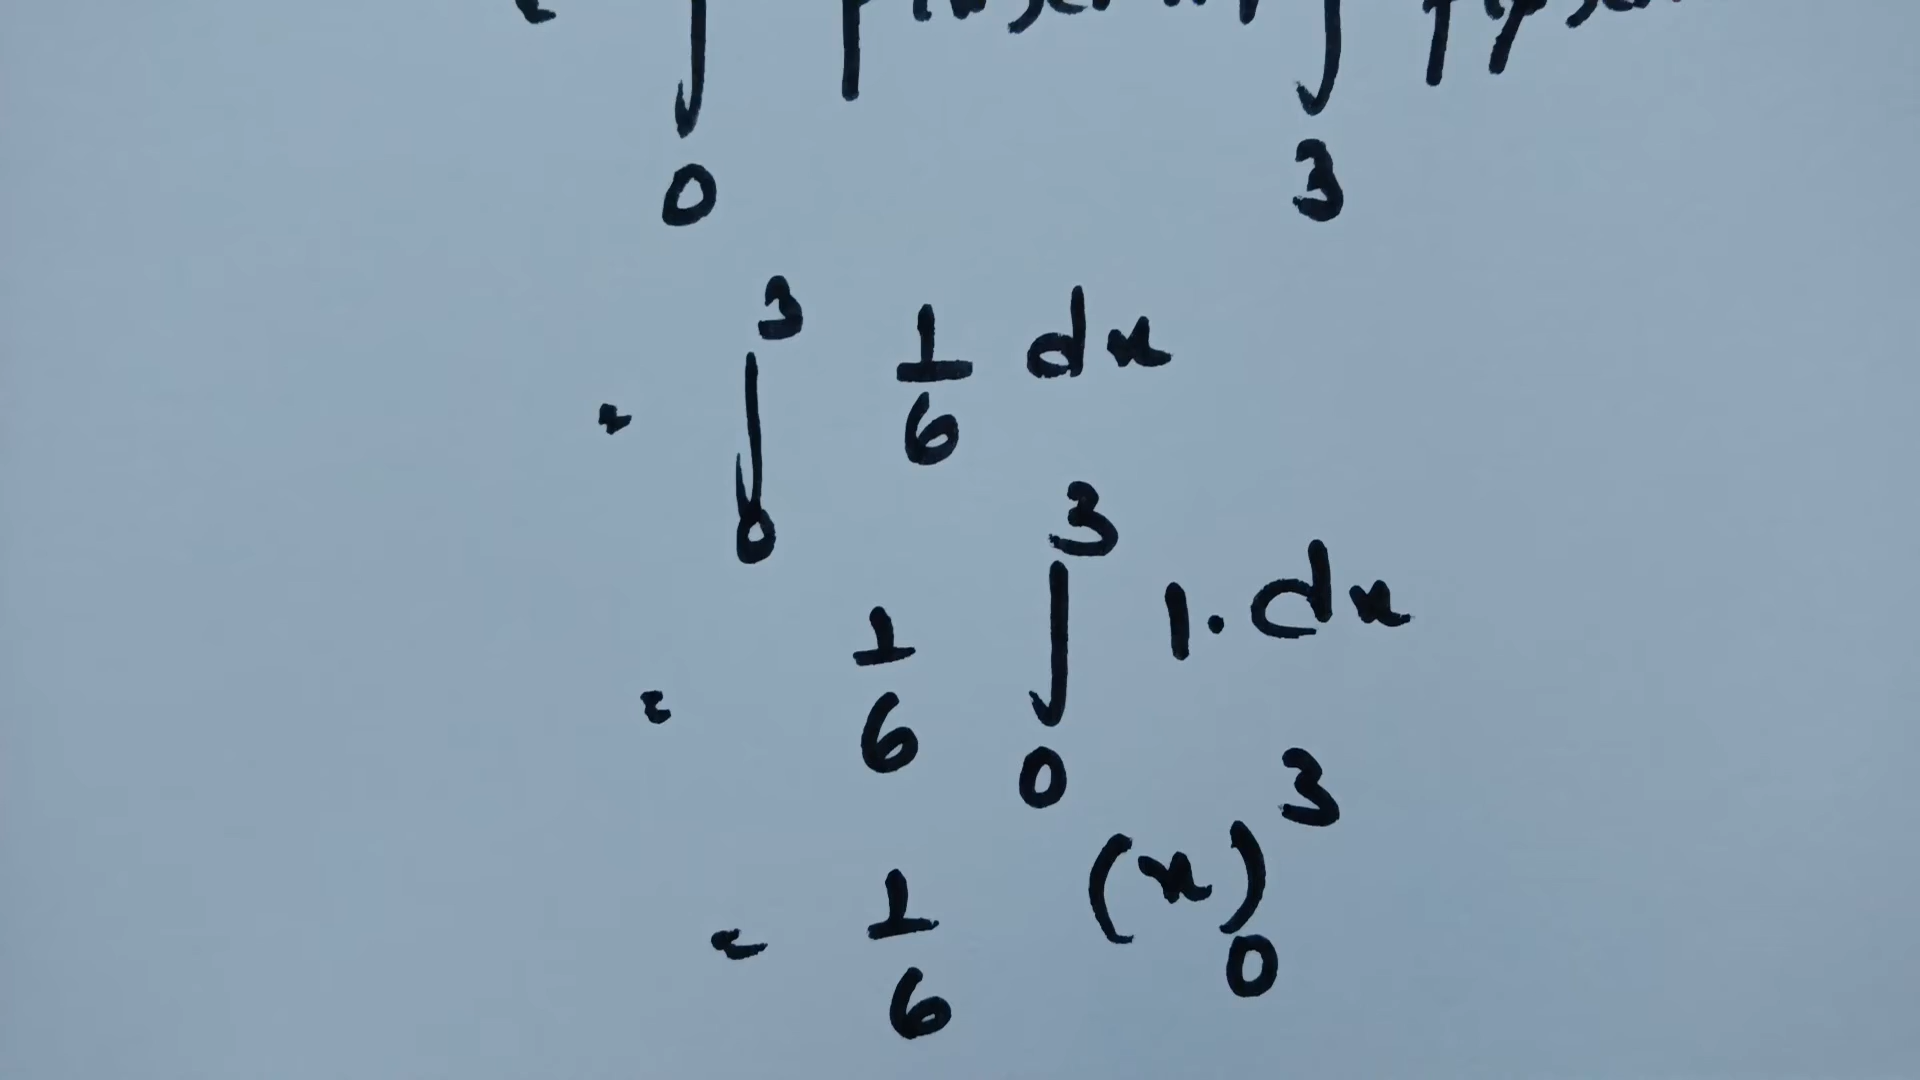 0 3
= ∫₀³ 1/6 dx
= 1/6 ∫₀³ 1. dx
= 1/6 (x)₀³